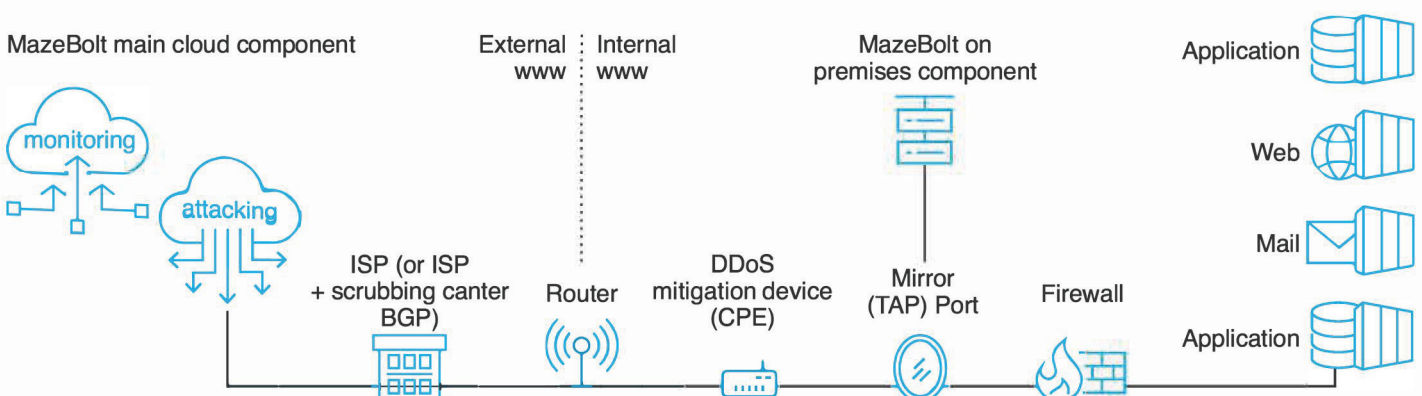 MazeBolt main cloud component
monitoring
attacking
External
www
Internal
www
ISP (or ISP
+ scrubbing canter
BGP)
Router
DDoS
mitigation device
(CPE)
MazeBolt on
premises component
Mirror
(TAP) Port
Firewall
Application
Web
Mail
Application